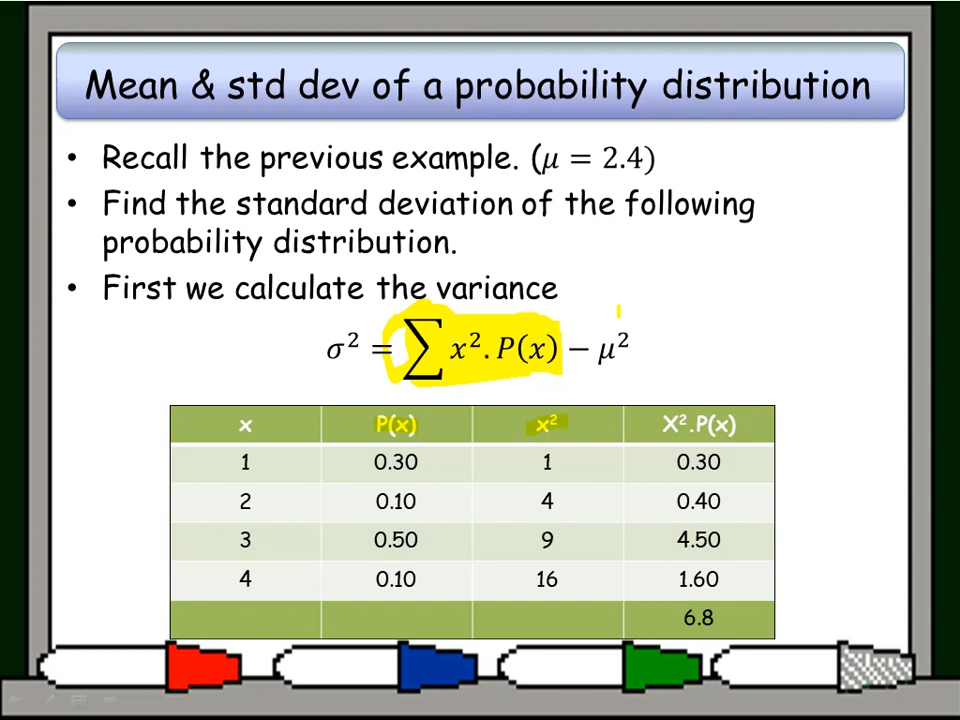 Mean & std dev of a probability distribution
• Recall the previous example. (μ = 2.4)
• Find the standard deviation of the following
probability distribution.
• First we calculate the variance
σ² = ∑ x². P(x) − μ²
x P(x) x² X².P(x)
1 0.30 1 0.30
2 0.10 4 0.40
3 0.50 9 4.50
4 0.10 16 1.60
6.8